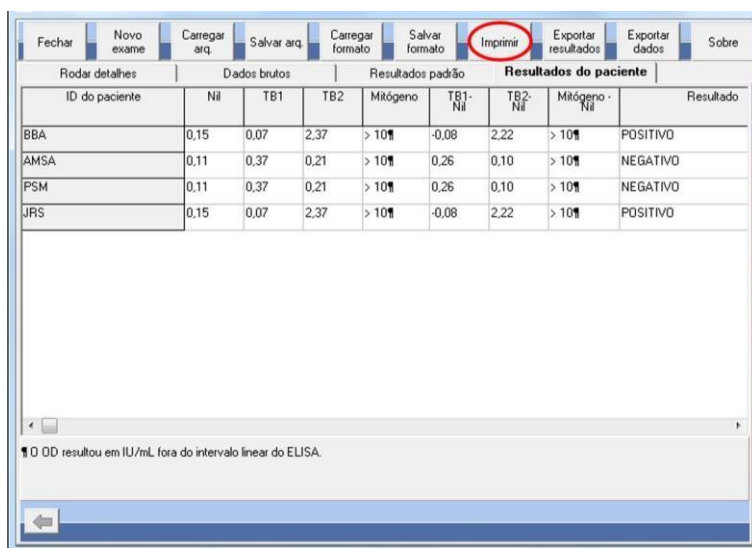 Fechar Novo exame Carregar arq. Salvar arq. Carregar formato Salvar formato Imprimir Exportar resultados Exportar dados Sobre
Rodar detalhes Dados brutos Resultados padrão Resultados do paciente
ID do paciente Nil TB1 TB2 Mitógeno TB1-Nil TB2-Nil Mitógeno - Nil Resultado
BBA 0,15 0,07 2,37 > 10¶ -0,08 2,22 > 10¶ POSITIVO
AMSA 0,11 0,37 0,21 > 10¶ 0,26 0,10 > 10¶ NEGATIVO
PSM 0,11 0,37 0,21 > 10¶ 0,26 0,10 > 10¶ NEGATIVO
JRS 0,15 0,07 2,37 > 10¶ -0,08 2,22 > 10¶ POSITIVO
¶ O OD resultou em IU/mL fora do intervalo linear do ELISA.